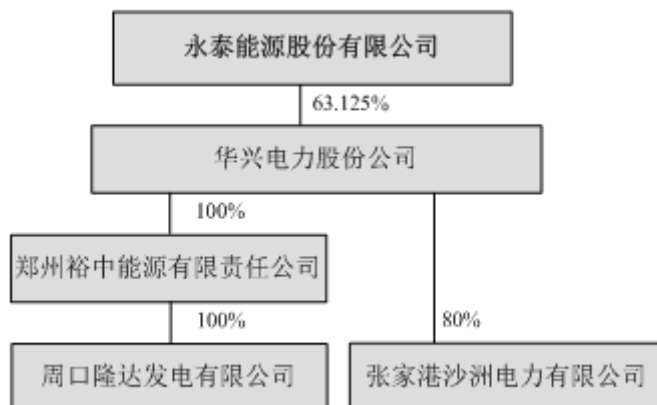 永泰能源股份有限公司
63.125%
华兴电力股份公司
100%
郑州裕中能源有限责任公司
100%
80%
周口隆达发电有限公司
张家港沙洲电力有限公司